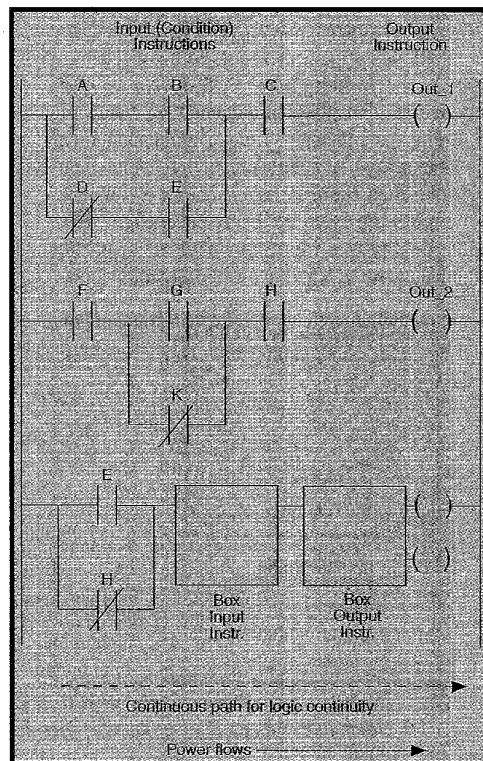 Input (Condition) Output
Instructions Instruction
A B C Out_1
D E
F G H Out_2
K
E
H
Box Box
Input Output
Instr. Instr.
Continuous path for logic continuity
Power flows